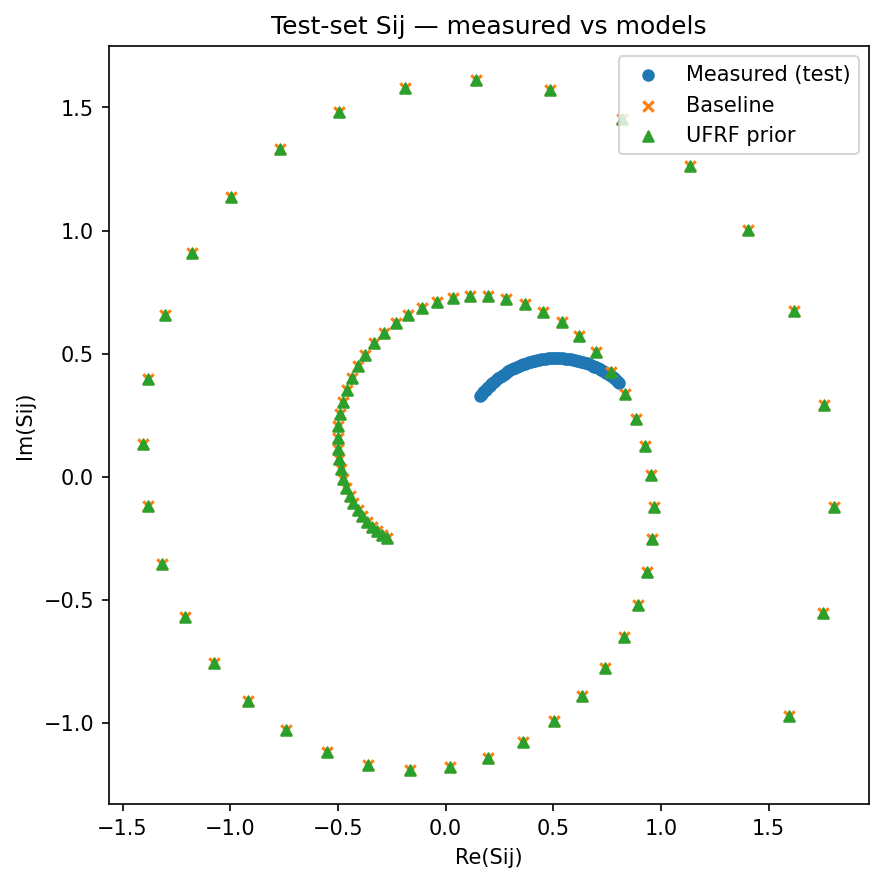 Test-set Sij — measured vs models
Measured (test)
Baseline
UFRF prior
1.5
1.0
0.5
0.0
−0.5
−1.0
Im(Sij)
−1.5
−1.0
−0.5
0.0
0.5
1.0
1.5
Re(Sij)